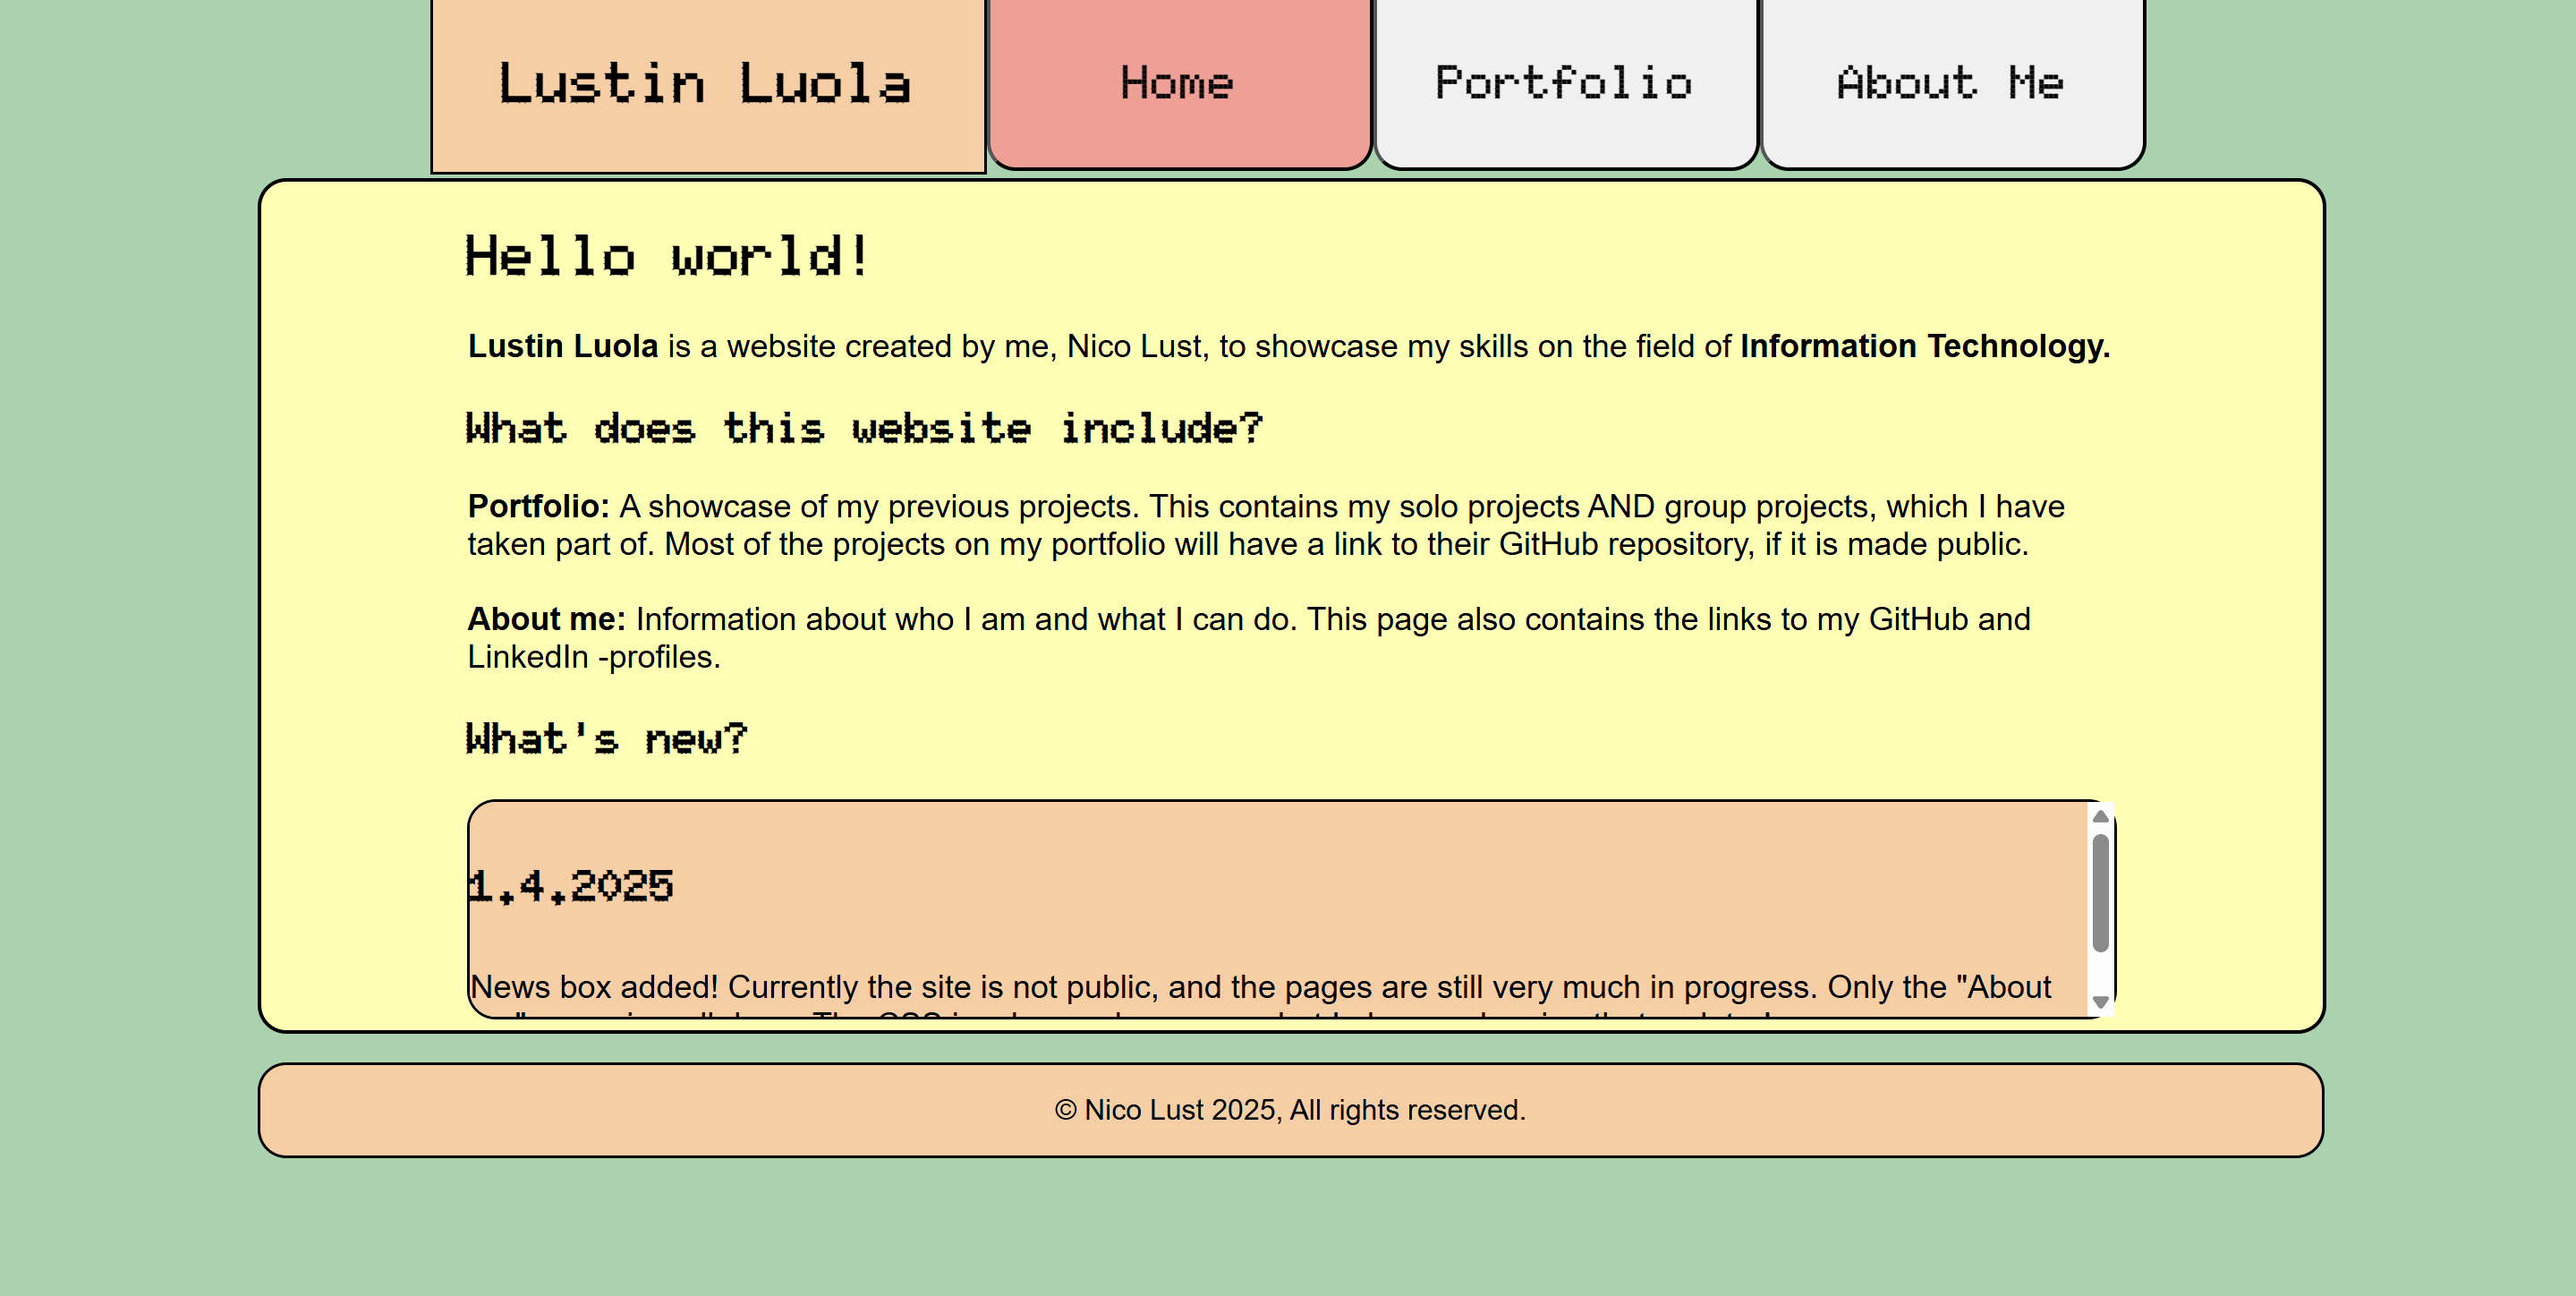 Lustin Luola
Home
Portfolio
About Me
Hello world!
Lustin Luola is a website created by me, Nico Lust, to showcase my skills on the field of Information Technology.
What does this website include?
Portfolio: A showcase of my previous projects. This contains my solo projects AND group projects, which I have
taken part of. Most of the projects on my portfolio will have a link to their GitHub repository, if it is made public.
About me: Information about who I am and what I can do. This page also contains the links to my GitHub and
LinkedIn -profiles.
What's new?
1.4.2025
News box added! Currently the site is not public, and the pages are still very much in progress. Only the "About
© Nico Lust 2025, All rights reserved.